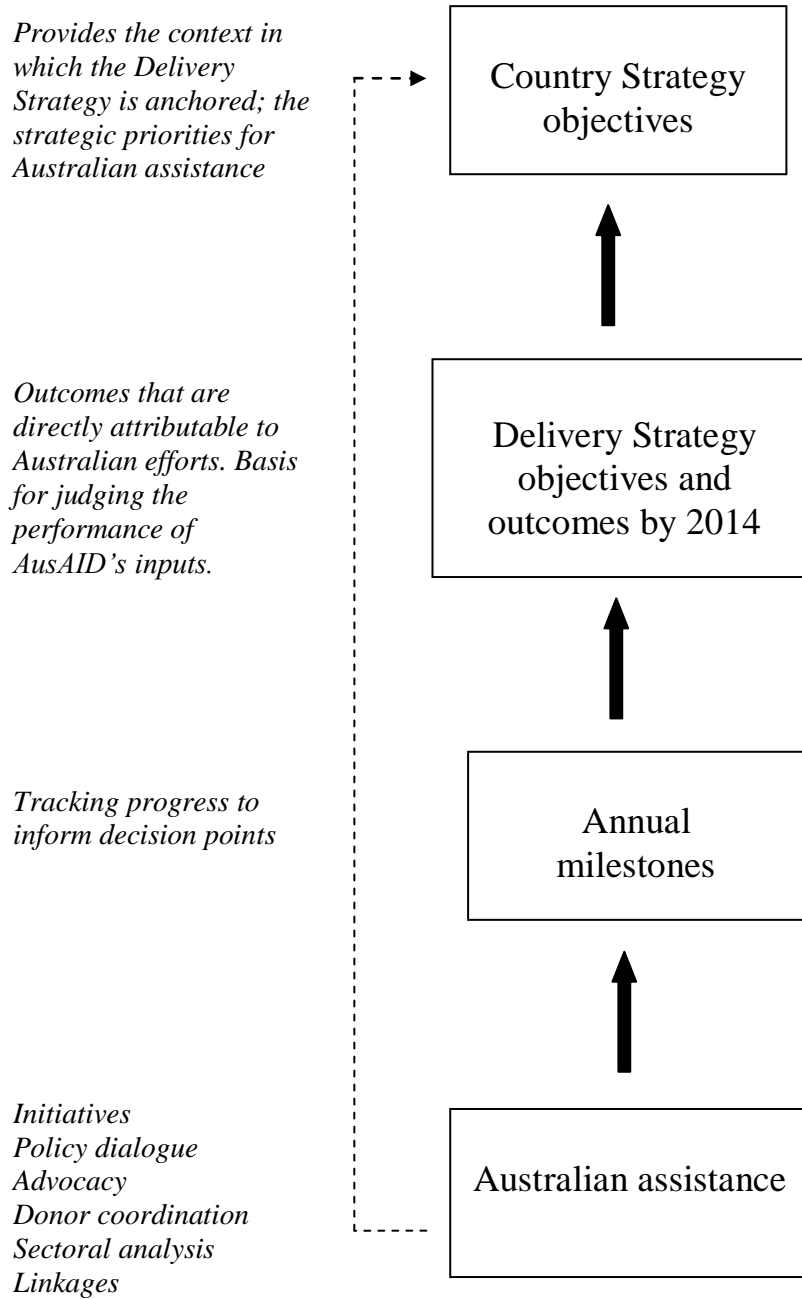 Provides the context in
which the Delivery
Strategy is anchored; the
strategic priorities for
Australian assistance
Country Strategy
objectives
Outcomes that are
directly attributable to
Australian efforts. Basis
for judging the
performance of
AusAID’s inputs.
Delivery Strategy
objectives and
outcomes by 2014
Tracking progress to
inform decision points
Annual
milestones
Initiatives
Policy dialogue
Advocacy
Donor coordination
Sectoral analysis
Linkages
Australian assistance